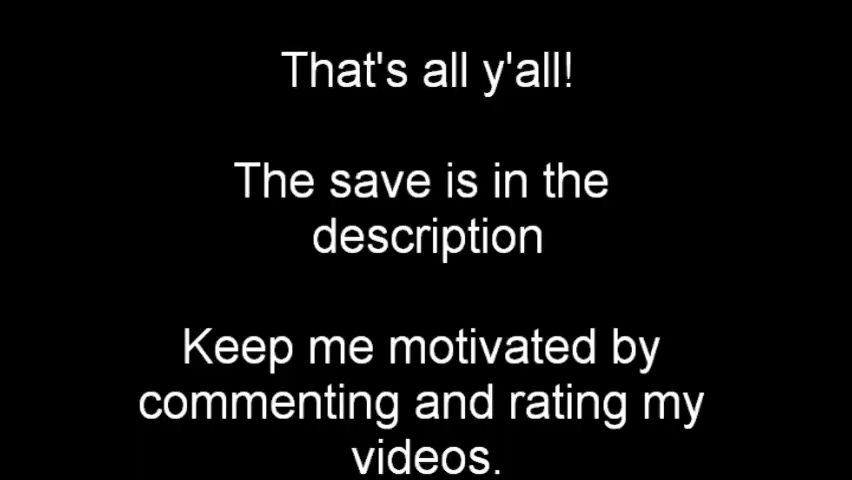 That's all y'all!
The save is in the
description
Keep me motivated by
commenting and rating my
videos.